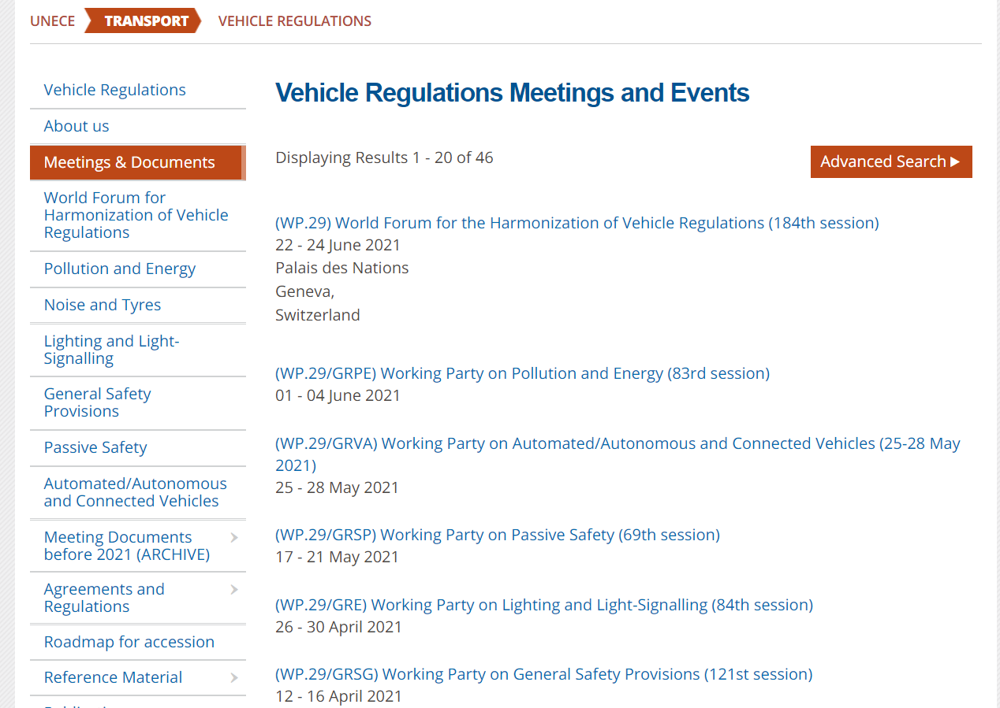 UNECE TRANSPORT VEHICLE REGULATIONS
Vehicle Regulations
About us
Meetings & Documents
World Forum for
Harmonization of Vehicle
Regulations
Pollution and Energy
Noise and Tyres
Lighting and Light-
Signalling
General Safety
Provisions
Passive Safety
Automated/Autonomous
and Connected Vehicles
Meeting Documents
before 2021 (ARCHIVE)
Agreements and
Regulations
Roadmap for accession
Reference Material
Vehicle Regulations Meetings and Events
Displaying Results 1 - 20 of 46
Advanced Search
(WP.29) World Forum for the Harmonization of Vehicle Regulations (184th session)
22 - 24 June 2021
Palais des Nations
Geneva,
Switzerland
(WP.29/GRPE) Working Party on Pollution and Energy (83rd session)
01 - 04 June 2021
(WP.29/GRVA) Working Party on Automated/Autonomous and Connected Vehicles (25-28 May
2021)
25 - 28 May 2021
(WP.29/GRSP) Working Party on Passive Safety (69th session)
17 - 21 May 2021
(WP.29/GRE) Working Party on Lighting and Light-Signalling (84th session)
26 - 30 April 2021
(WP.29/GRSG) Working Party on General Safety Provisions (121st session)
12 - 16 April 2021